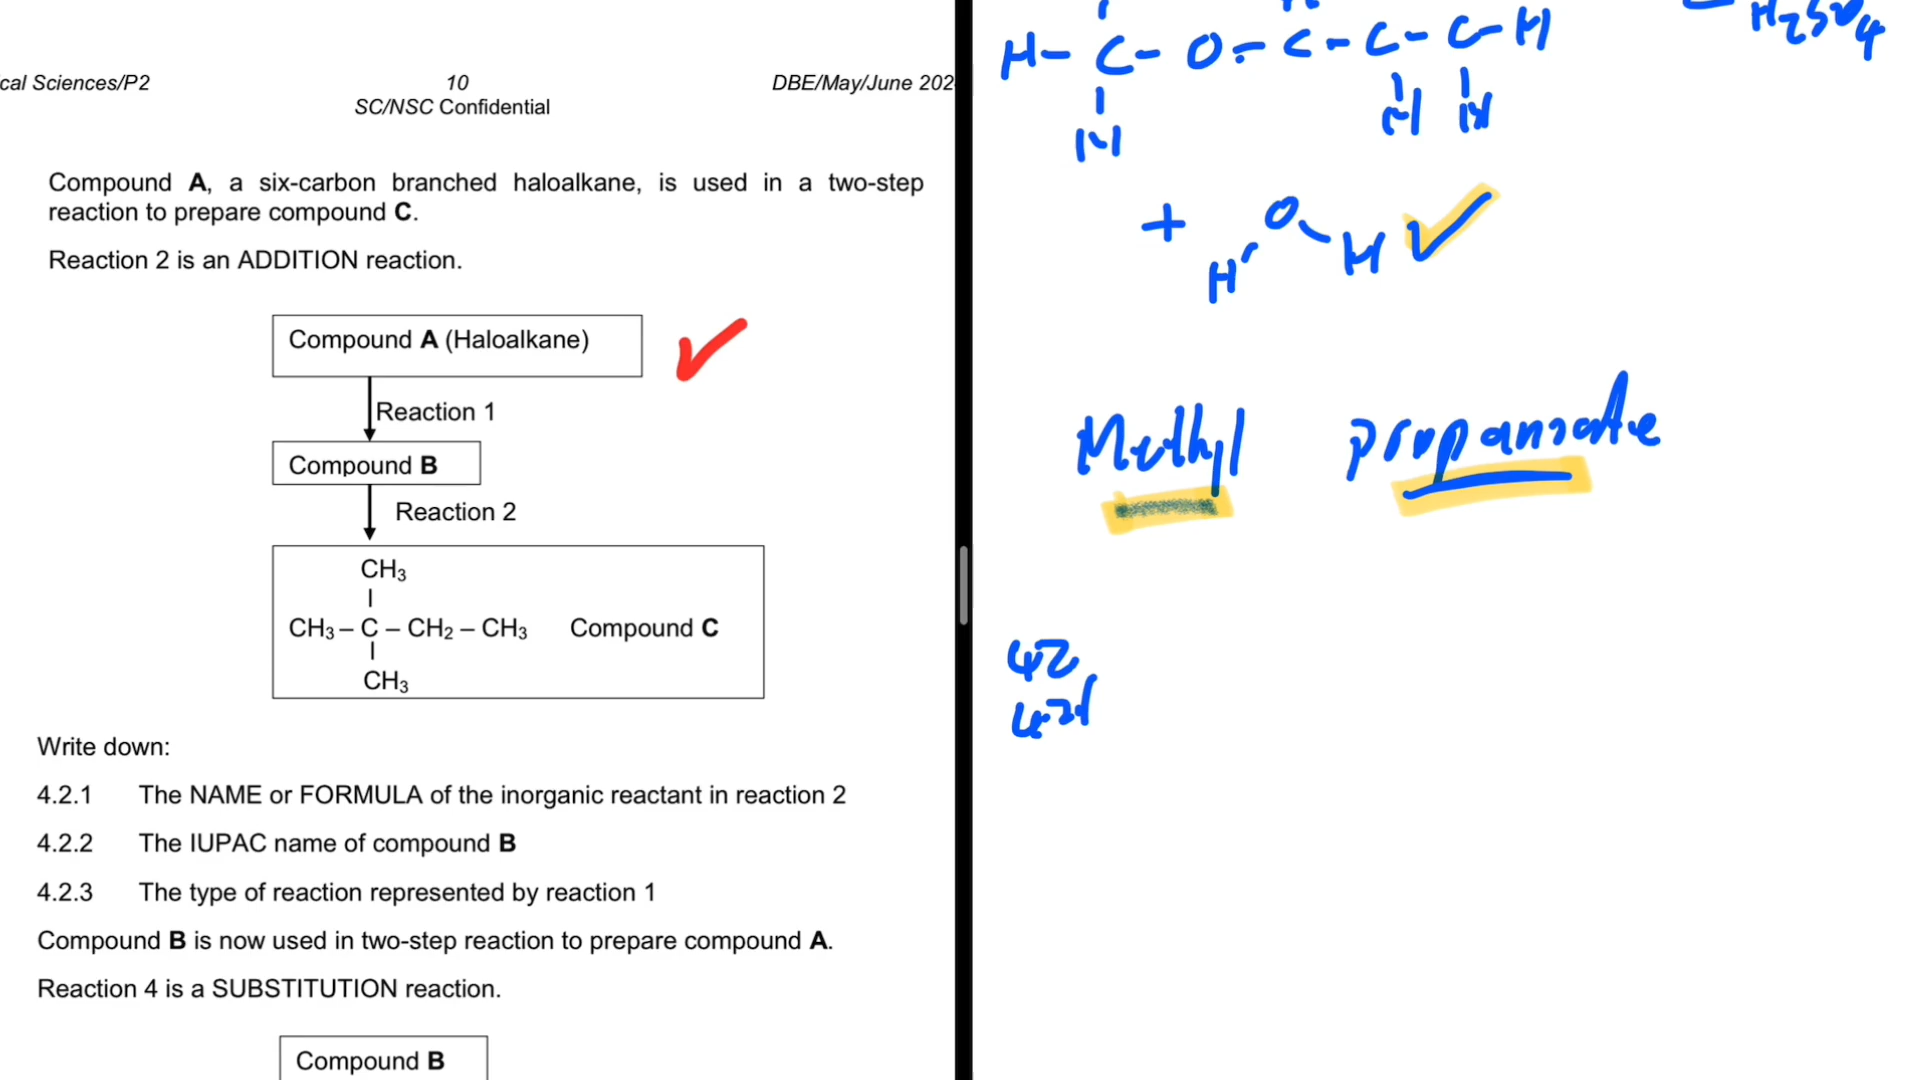 cal Sciences/P2 10 DBE/May/June 202
SC/NSC Confidential
Compound A, a six-carbon branched haloalkane, is used in a two-step
reaction to prepare compound C.
Reaction 2 is an ADDITION reaction.
Compound A (Haloalkane)
Reaction 1
Compound B
Reaction 2
CH3
|
CH3 – C – CH2 – CH3 Compound C
|
CH3
Write down:
4.2.1 The NAME or FORMULA of the inorganic reactant in reaction 2
4.2.2 The IUPAC name of compound B
4.2.3 The type of reaction represented by reaction 1
Compound B is now used in two-step reaction to prepare compound A.
Reaction 4 is a SUBSTITUTION reaction.
Compound B
H2SO4
H – C – O – C – C – C – H
| | |
H H H
+ H O H
Methyl propanoate
42